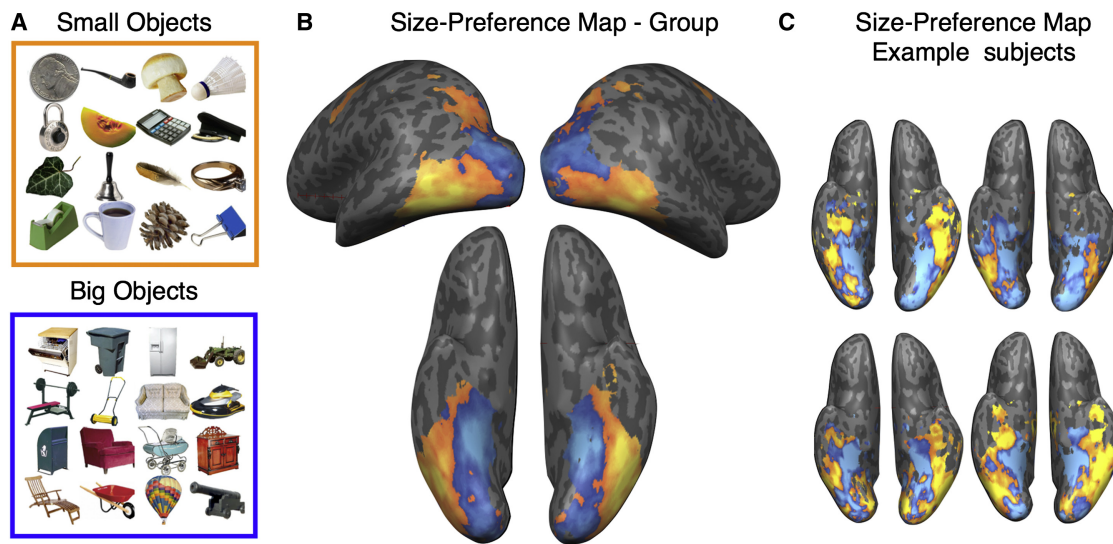 A
Small Objects
Big Objects
B
Size-Preference Map - Group
C
Size-Preference Map
Example subjects